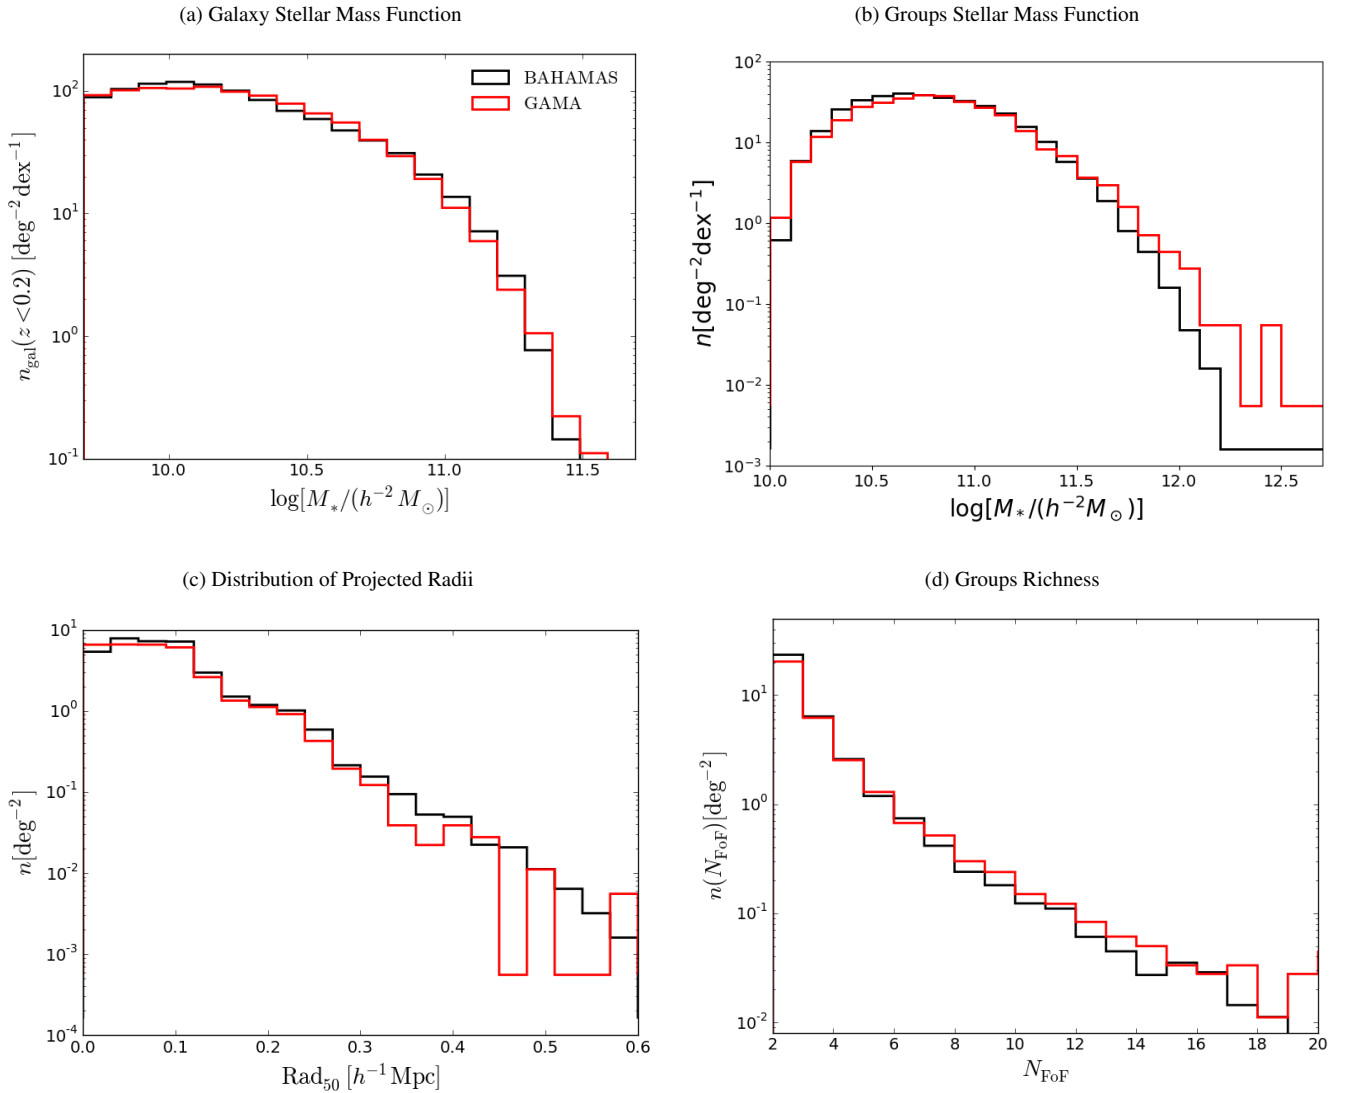 (a) Galaxy Stellar Mass Function
10² 10¹ 10⁰ 10⁻¹
n_gal(z < 0.2) [deg⁻² dex⁻¹]
BAHAMAS
GAMA
10.0 10.5 11.0 11.5
log[M_*/(h⁻² M_⊙)]
(b) Groups Stellar Mass Function
10² 10¹ 10⁰ 10⁻¹ 10⁻² 10⁻³
n[deg⁻²dex⁻¹]
10.0 10.5 11.0 11.5 12.0 12.5
log[M_*/(h⁻²M_⊙)]
(c) Distribution of Projected Radii
10¹ 10⁰ 10⁻¹ 10⁻² 10⁻³ 10⁻⁴
n[deg⁻²]
0.0 0.1 0.2 0.3 0.4 0.5 0.6
Rad₅₀ [h⁻¹ Mpc]
(d) Groups Richness
10¹ 10⁰ 10⁻¹ 10⁻²
n(N_FoF)[deg⁻²]
2 4 6 8 10 12 14 16 18 20
N_FoF